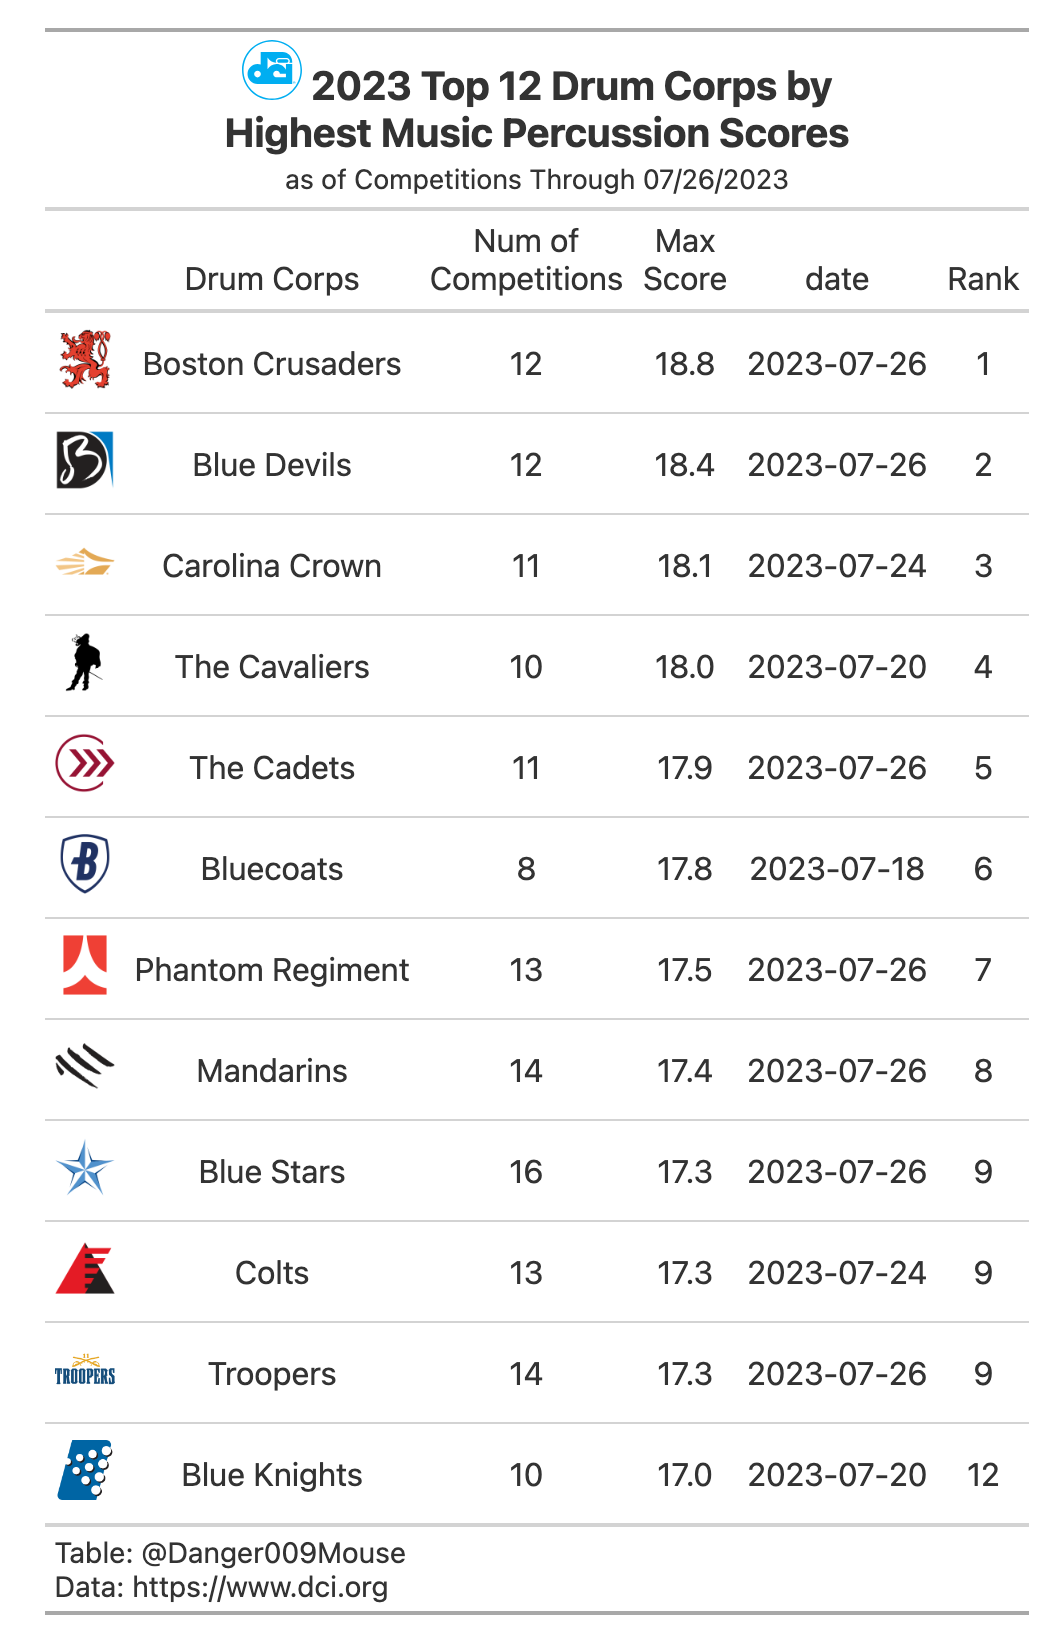 dci 2023 Top 12 Drum Corps by
Highest Music Percussion Scores
as of Competitions Through 07/26/2023
Drum Corps Num of Competitions Max Score date Rank
Boston Crusaders 12 18.8 2023-07-26 1
B Blue Devils 12 18.4 2023-07-26 2
Carolina Crown 11 18.1 2023-07-24 3
The Cavaliers 10 18.0 2023-07-20 4
The Cadets 11 17.9 2023-07-26 5
B Bluecoats 8 17.8 2023-07-18 6
Phantom Regiment 13 17.5 2023-07-26 7
Mandarins 14 17.4 2023-07-26 8
Blue Stars 16 17.3 2023-07-26 9
Colts 13 17.3 2023-07-24 9
TROOPERS Troopers 14 17.3 2023-07-26 9
Blue Knights 10 17.0 2023-07-20 12
Table: @Danger009Mouse
Data: https://www.dci.org